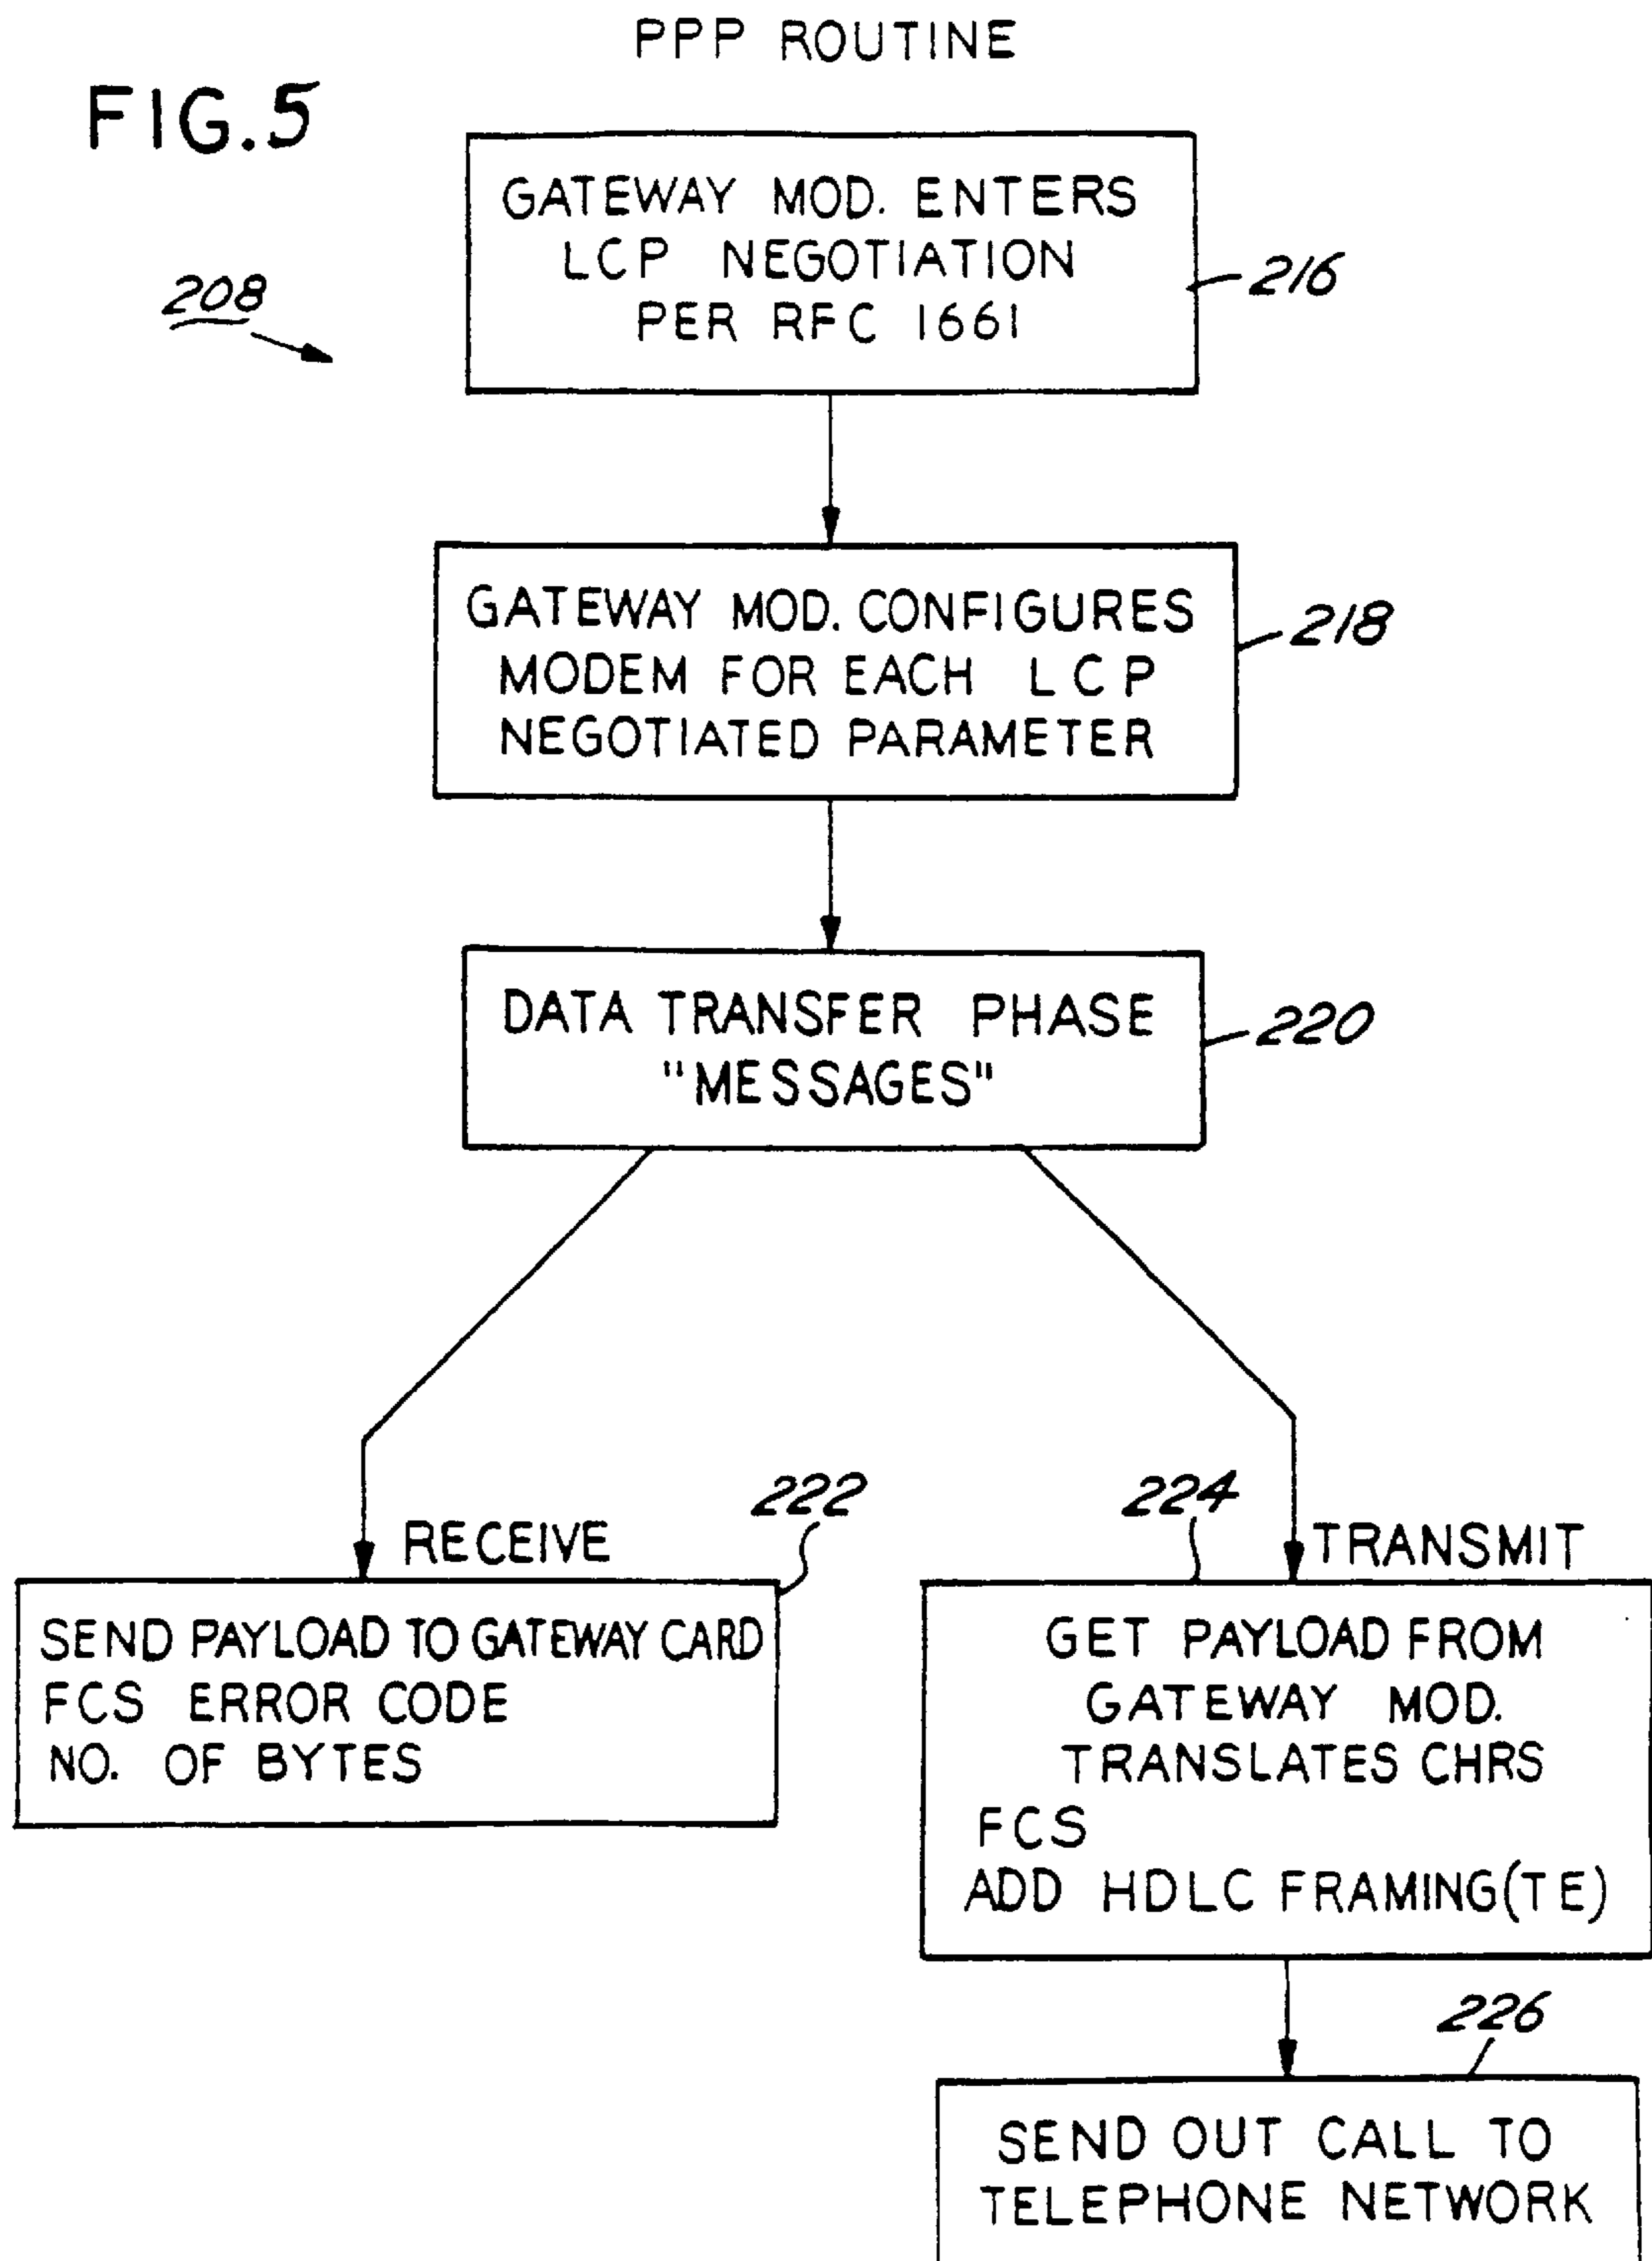 PPP ROUTINE
FIG.5
GATEWAY MOD. ENTERS
LCP NEGOTIATION
PER RFC 1661
216
208
GATEWAY MOD. CONFIGURES
MODEM FOR EACH LCP
NEGOTIATED PARAMETER
218
DATA TRANSFER PHASE
"MESSAGES"
220
RECEIVE
222
SEND PAYLOAD TO GATEWAY CARD
FCS ERROR CODE
NO. OF BYTES
224
TRANSMIT
GET PAYLOAD FROM
GATEWAY MOD.
TRANSLATES CHRS
FCS
ADD HDLC FRAMING(TE)
226
SEND OUT CALL TO
TELEPHONE NETWORK